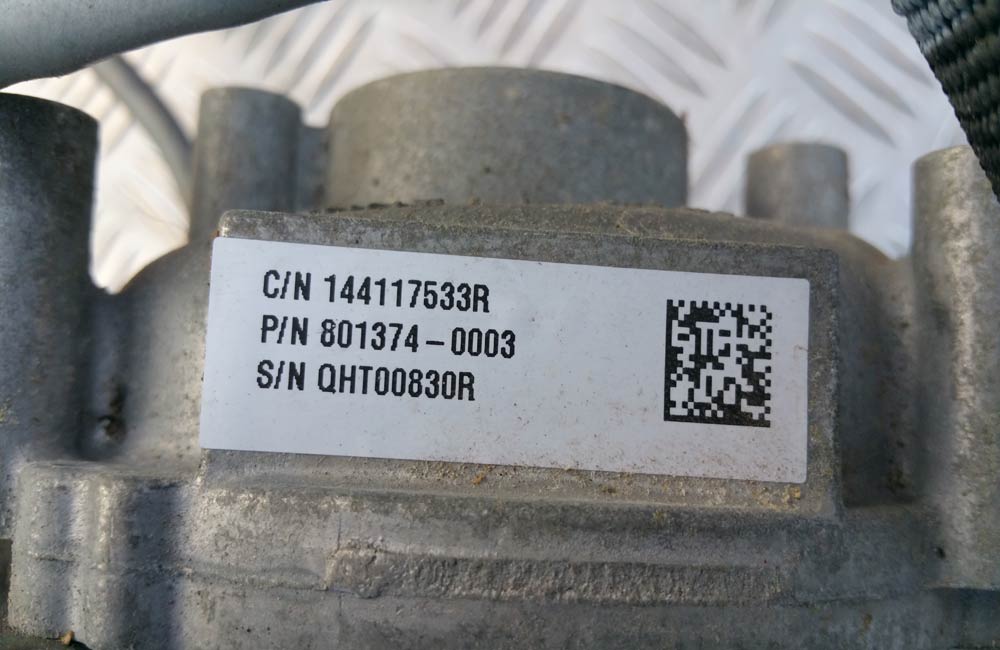 C/N 144117533R
P/N 801374-0003
S/N QHT00830R